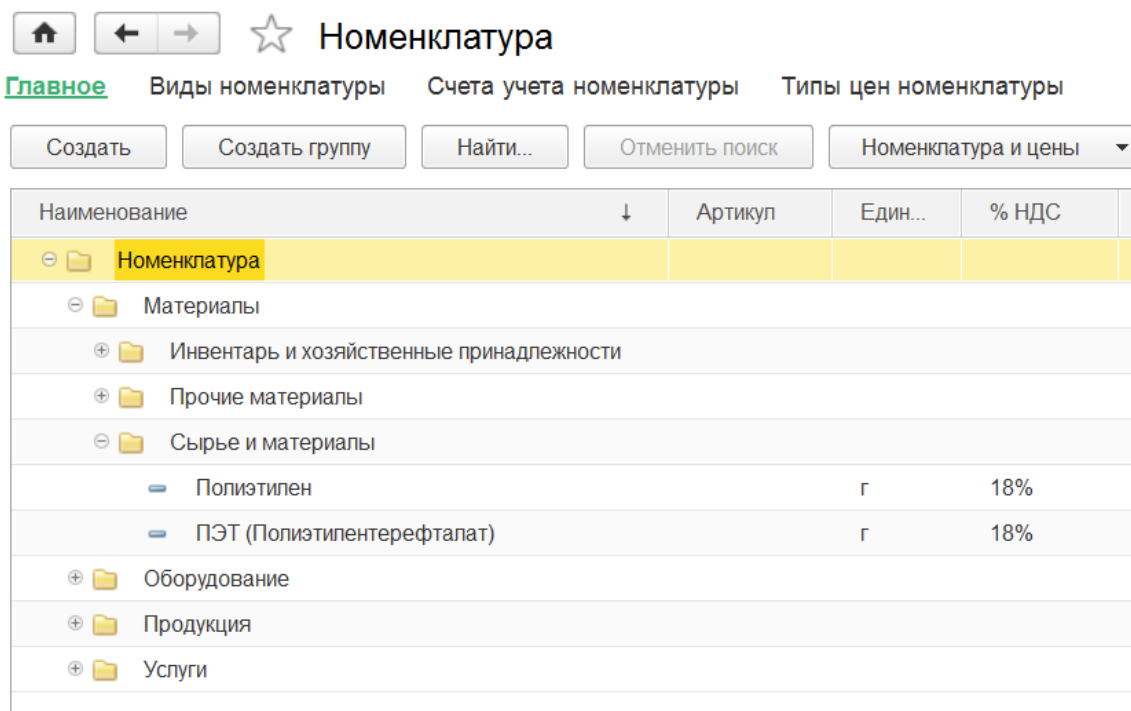 Номенклатура
Главное Виды номенклатуры Счета учета номенклатуры Типы цен номенклатуры
Создать Создать группу Найти... Отменить поиск Номенклатура и цены
Наименование ↓ Артикул Един... % НДС
Номенклатура
Материалы
Инвентарь и хозяйственные принадлежности
Прочие материалы
Сырье и материалы
Полиэтилен г 18%
ПЭТ (Полиэтилентерефталат) г 18%
Оборудование
Продукция
Услуги